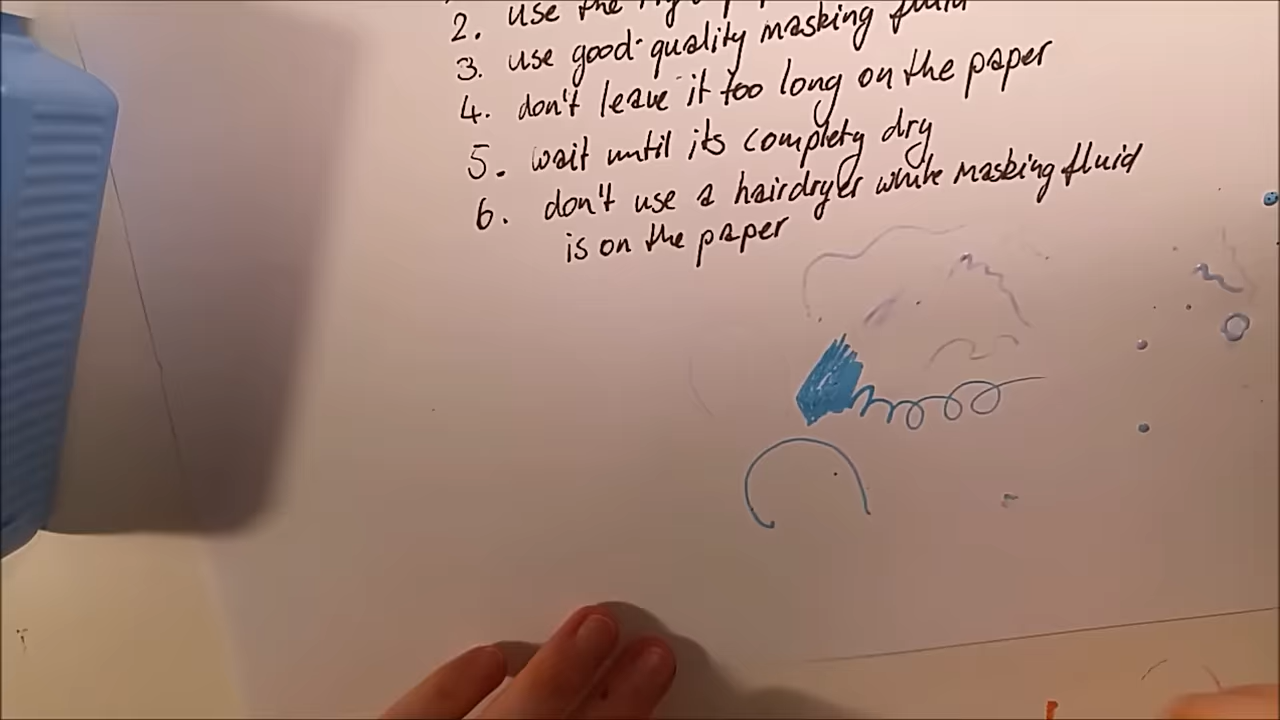 2. use the
3. use good quality masking fluid
4. don't leave it too long on the paper
5. wait until its complety dry
6. don't use a hairdryer while masking fluid
is on the paper